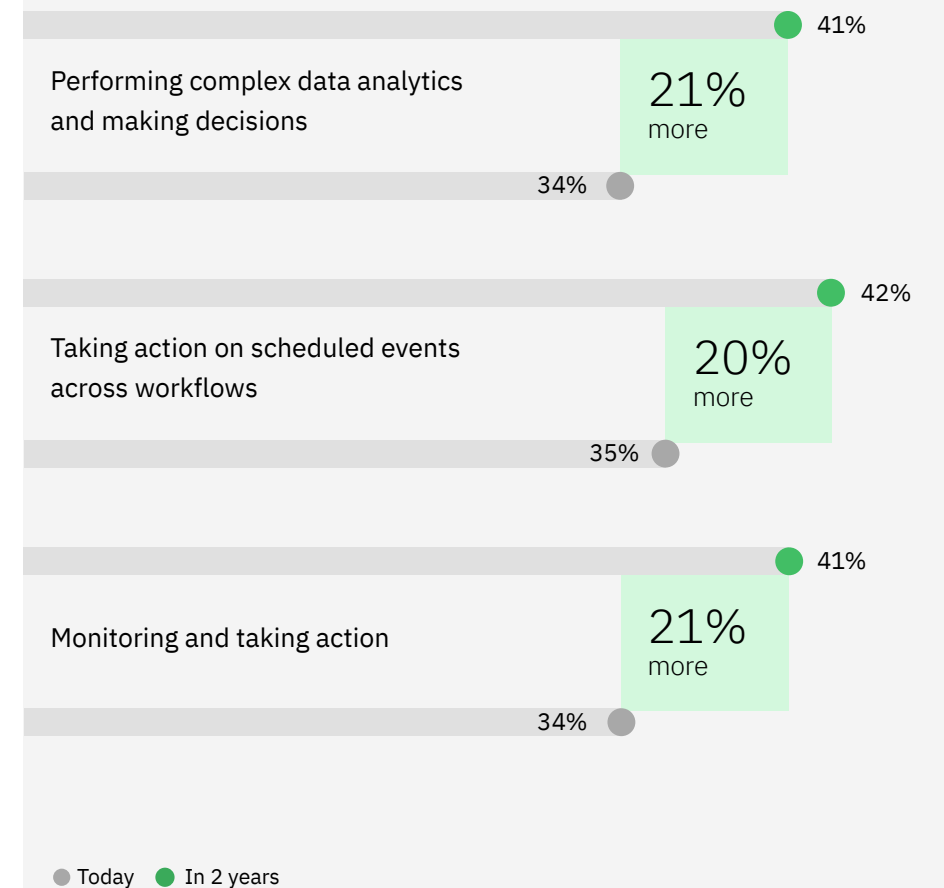 41%
Performing complex data analytics
and making decisions
21%
more
34%
42%
Taking action on scheduled events
across workflows
20%
more
35%
41%
Monitoring and taking action
21%
more
34%
Today In 2 years